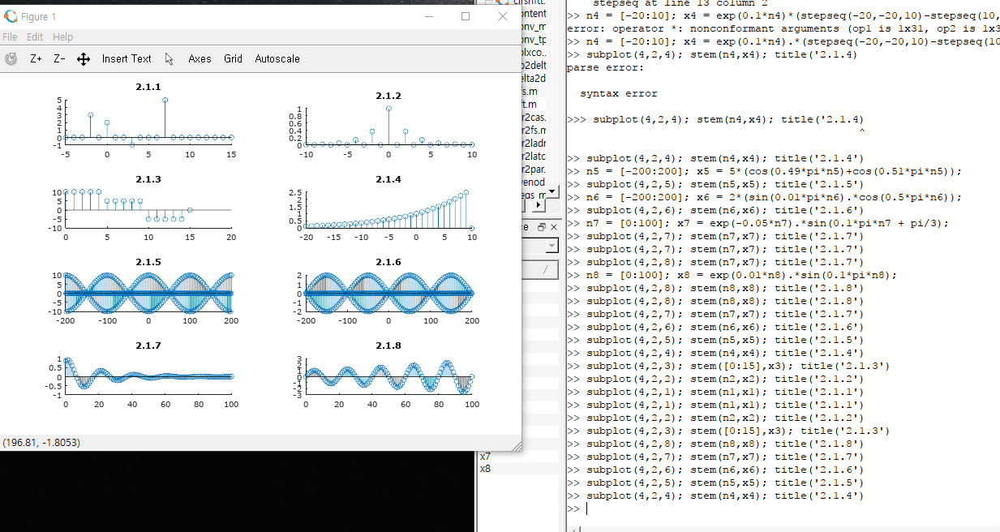 Figure 1
File Edit Help
Z+ Z- Insert Text Axes Grid Autoscale
2.1.1
5
4
3
2
1
0
-1
-5 0 5 10 15
2.1.2
1
0.8
0.6
0.4
0.2
0
-10 -5 0 5 10
2.1.3
10
5
0
-5
-10
0 5 10 15 20
2.1.4
2.5
2
1.5
1
0.5
0
-20 -15 -10 -5 0 5 10
2.1.5
10
5
0
-5
-10
-200 -100 0 100 200
2.1.6
2
1
0
-1
-2
-200 -100 0 100 200
2.1.7
1
0.5
0
-0.5
-1
0 20 40 60 80 100
2.1.8
3
2
1
0
-1
-2
-3
0 20 40 60 80 100
(196.81, -1.8053)
cirshftt.
ontent
onv_m
onv_tp
plxco..
o2delt
elta2d
fs.m
ft.m
r2cas.
r2fs.m
r2ladr
r2latc
r2par.
venod
eqs_m
ce
x7
x8
stepseq at line 13 column 2
>> n4 = [-20:10]; x4 = exp(0.1*n4)*(stepseq(-20,-20,10)-stepseq(10,
error: operator *: nonconformant arguments (op1 is 1x31, op2 is 1x3
>> n4 = [-20:10]; x4 = exp(0.1*n4).*(stepseq(-20,-20,10)-stepseq(10
>> subplot(4,2,4); stem(n4,x4); title('2.1.4)
parse error:
syntax error
>>> subplot(4,2,4); stem(n4,x4); title('2.1.4)
^
>> subplot(4,2,4); stem(n4,x4); title('2.1.4')
>> n5 = [-200:200]; x5 = 5*(cos(0.49*pi*n5)+cos(0.51*pi*n5));
>> subplot(4,2,5); stem(n5,x5); title('2.1.5')
>> n6 = [-200:200]; x6 = 2*(sin(0.01*pi*n6).*cos(0.5*pi*n6));
>> subplot(4,2,6); stem(n6,x6); title('2.1.6')
>> n7 = [0:100]; x7 = exp(-0.05*n7).*sin(0.1*pi*n7 + pi/3);
>> subplot(4,2,7); stem(n7,x7); title('2.1.7')
>> subplot(4,2,7); stem(n7,x7); title('2.1.7')
>> subplot(4,2,8); stem(n7,x7); title('2.1.7')
>> n8 = [0:100]; x8 = exp(0.01*n8).*sin(0.1*pi*n8);
>> subplot(4,2,8); stem(n8,x8); title('2.1.8')
>> subplot(4,2,8); stem(n8,x8); title('2.1.8')
>> subplot(4,2,7); stem(n7,x7); title('2.1.7')
>> subplot(4,2,6); stem(n6,x6); title('2.1.6')
>> subplot(4,2,5); stem(n5,x5); title('2.1.5')
>> subplot(4,2,4); stem(n4,x4); title('2.1.4')
>> subplot(4,2,3); stem([0:15],x3); title('2.1.3')
>> subplot(4,2,2); stem(n2,x2); title('2.1.2')
>> subplot(4,2,1); stem(n1,x1); title('2.1.1')
>> subplot(4,2,1); stem(n1,x1); title('2.1.1')
>> subplot(4,2,2); stem(n2,x2); title('2.1.2')
>> subplot(4,2,3); stem([0:15],x3); title('2.1.3')
>> subplot(4,2,8); stem(n8,x8); title('2.1.8')
>> subplot(4,2,7); stem(n7,x7); title('2.1.7')
>> subplot(4,2,6); stem(n6,x6); title('2.1.6')
>> subplot(4,2,5); stem(n5,x5); title('2.1.5')
>> subplot(4,2,4); stem(n4,x4); title('2.1.4')
>>